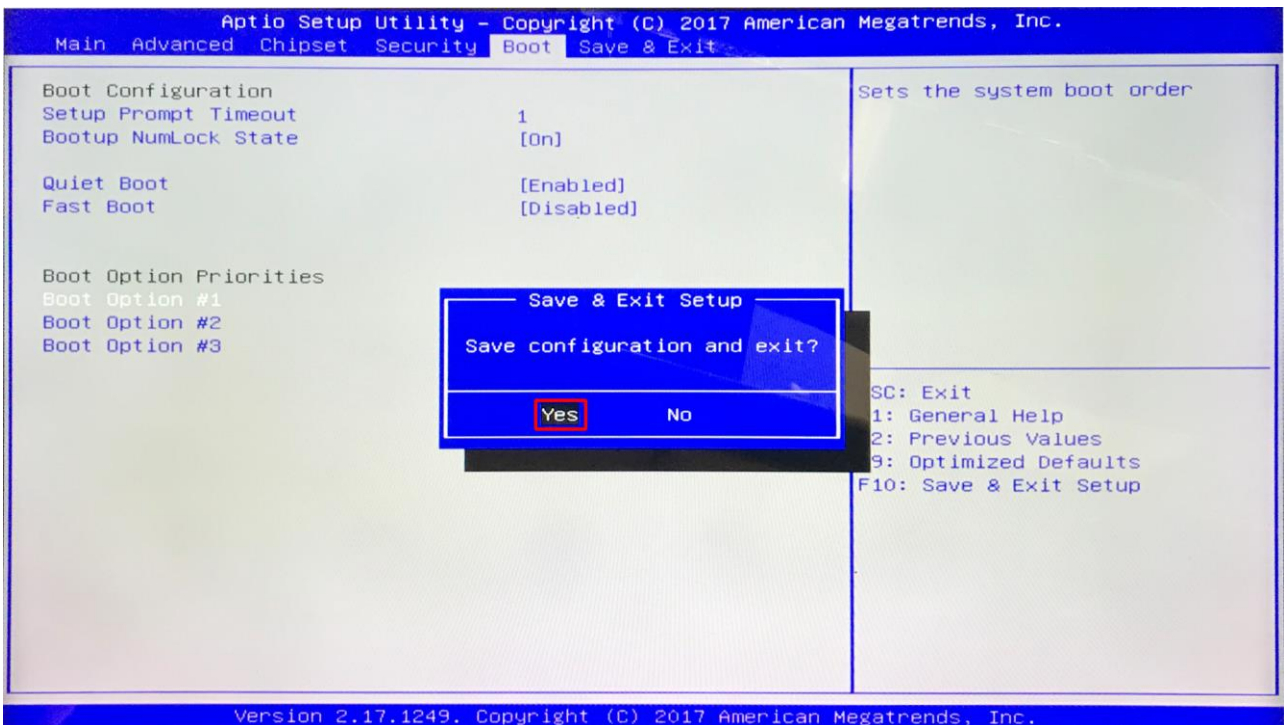 Aptio Setup Utility – Copyright (C) 2017 American Megatrends, Inc.
Main Advanced Chipset Security Boot Save & Exit
Boot Configuration
Setup Prompt Timeout 1
Bootup NumLock State [On]
Quiet Boot [Enabled]
Fast Boot [Disabled]
Boot Option Priorities
Boot Option #1
Boot Option #2
Boot Option #3
Save & Exit Setup
Save configuration and exit?
Yes No
Sets the system boot order
SC: Exit
1: General Help
2: Previous Values
9: Optimized Defaults
F10: Save & Exit Setup
Version 2.17.1249. Copyright (C) 2017 American Megatrends, Inc.